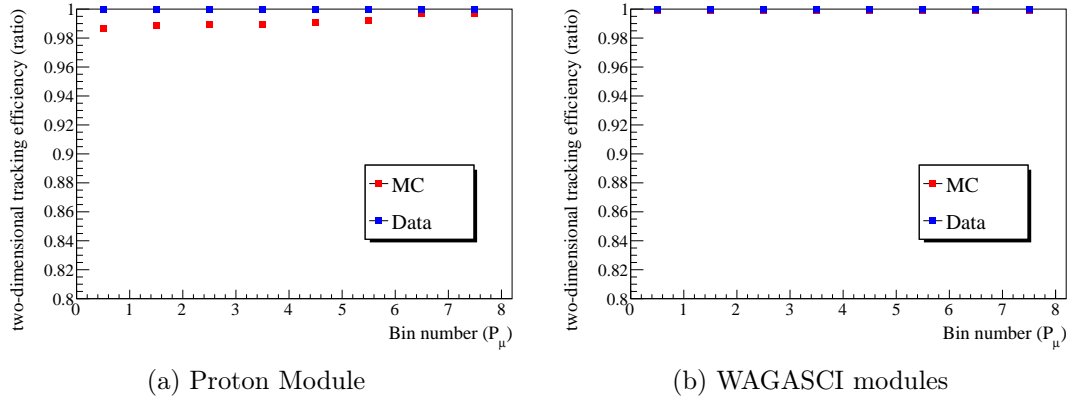 two-dimensional tracking efficiency (ratio)
1
0.98
0.96
0.94
0.92
0.9
0.88
0.86
0.84
0.82
0.8
MC
Data
0 1 2 3 4 5 6 7 8
Bin number (Pμ)
(a) Proton Module
two-dimensional tracking efficiency (ratio)
1
0.98
0.96
0.94
0.92
0.9
0.88
0.86
0.84
0.82
0.8
MC
Data
0 1 2 3 4 5 6 7 8
Bin number (Pμ)
(b) WAGASCI modules